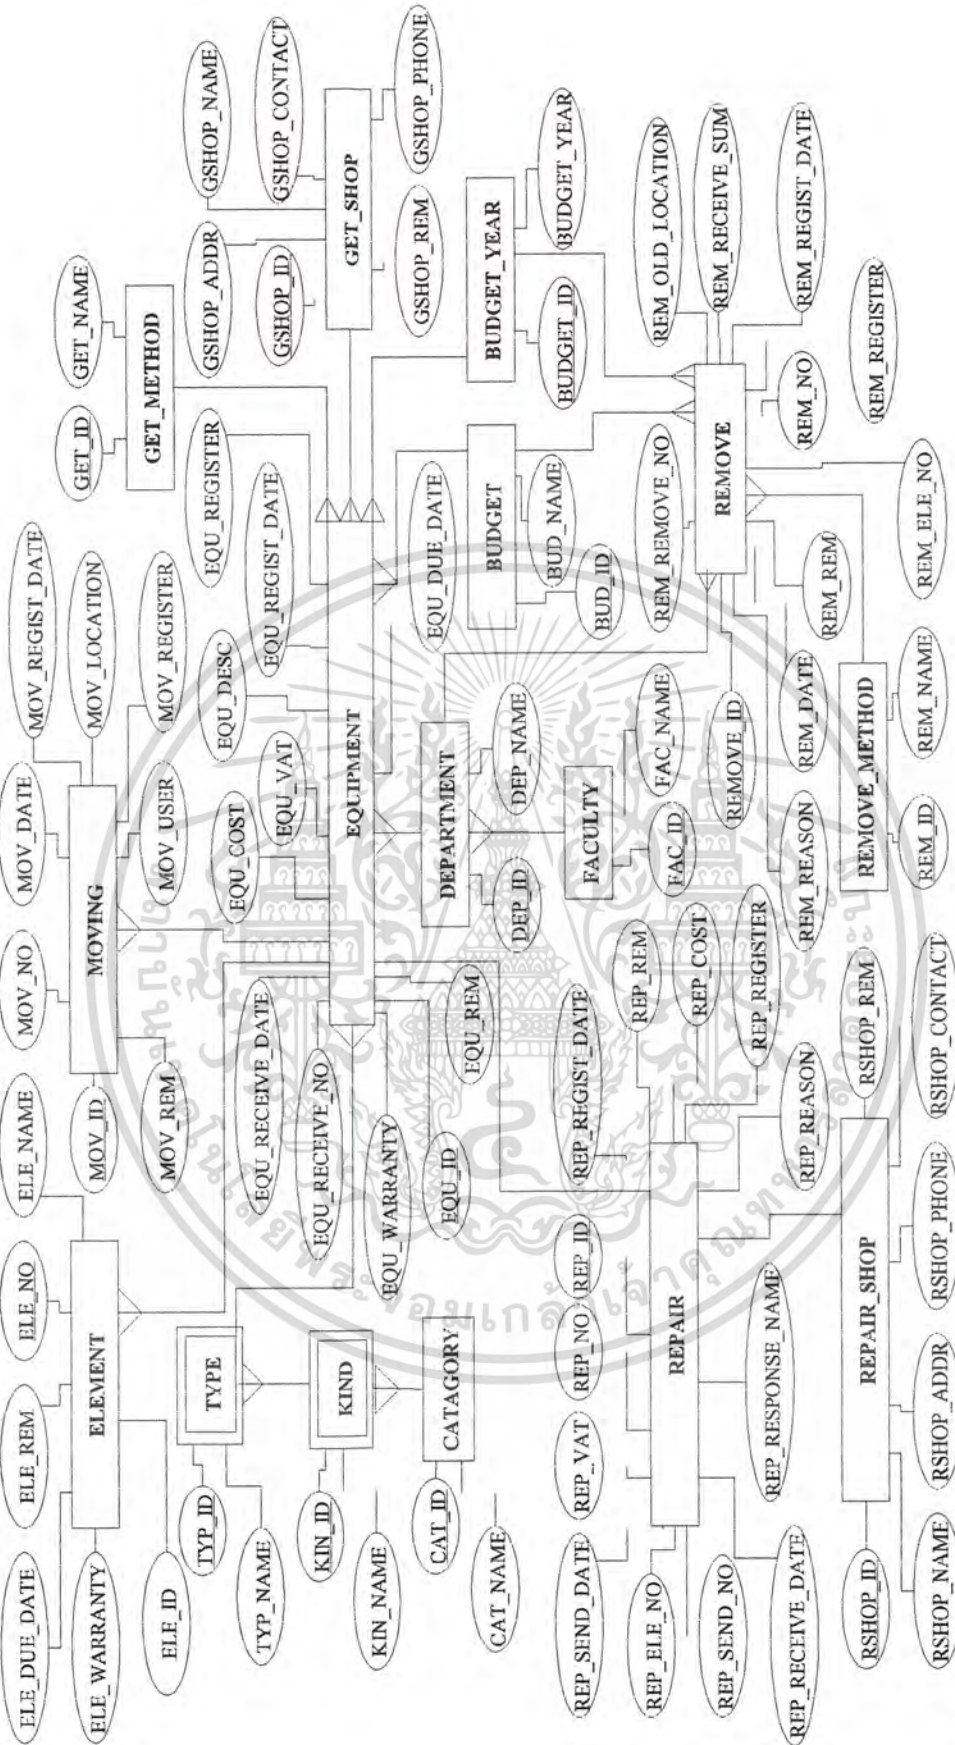 ELE_DUE_DATE
ELE_REM
ELE_NO
ELE_NAME
MOV_NO
MOV_DATE
MOV_REGIST_DATE
ELE_WARRANTY
ELEMENT
MOV_ID
MOVING
MOV_LOCATION
GET_ID
GET_NAME
ELE_ID
MOV_REM
MOV_USER
MOV_REGISTER
GET_METHOD
TYP_ID
TYPE
GSHOP_ADDR
GSHOP_NAME
TYP_NAME
EQU_RECEIVE_DATE
EQU_COST
EQU_DESC
EQU_REGISTER
EQU_VAT
EQU_REGIST_DATE
GSHOP_ID
GSHOP_CONTACT
KIN_ID
KIND
EQU_RECEIVE_NO
EQUIPMENT
GET_SHOP
KIN_NAME
EQU_WARRANTY
EQU_REM
GSHOP_REM
GSHOP_PHONE
CAT_ID
CATAGORY
EQU_ID
DEPARTMENT
EQU_DUE_DATE
CAT_NAME
DEP_ID
DEP_NAME
BUDGET
BUDGET_YEAR
BUD_NAME
BUDGET_ID
BUDGET_YEAR
REP_SEND_DATE
REP_VAT
REP_NO
REP_ID
REP_REGIST_DATE
FACULTY
BUD_ID
REP_ELE_NO
REP_REM
FAC_ID
FAC_NAME
REM_REMOVE_NO
REM_OLD_LOCATION
REPAIR
REP_COST
REP_SEND_NO
REP_REGISTER
REMOVE_ID
REMOVE
REM_RECEIVE_SUM
REP_RECEIVE_DATE
REP_RESPONSE_NAME
REP_REASON
REM_REASON
REM_DATE
REM_NO
REM_REGIST_DATE
REM_REM
RSHOP_ID
REPAIR_SHOP
RSHOP_REM
REMOVE_METHOD
REM_REGISTER
RSHOP_NAME
RSHOP_ADDR
RSHOP_PHONE
RSHOP_CONTACT
REM_ID
REM_NAME
REM_ELE_NO